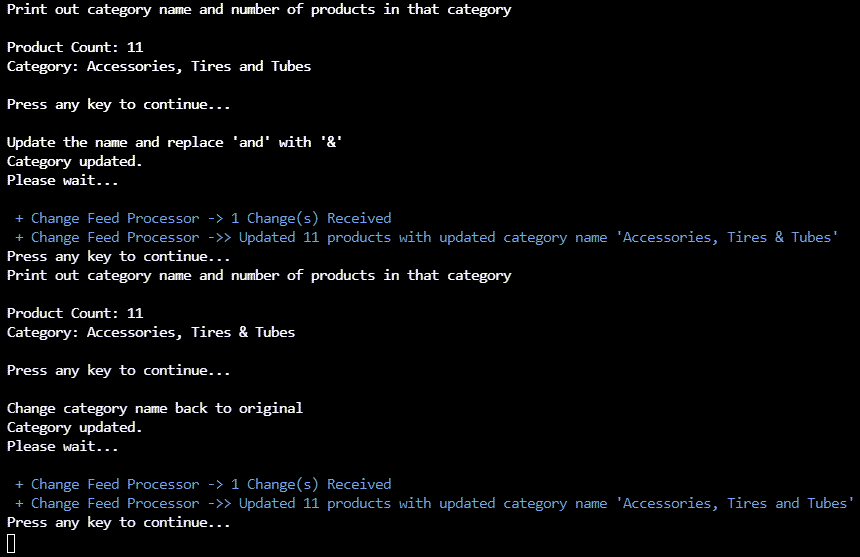 Print out category name and number of products in that category
Product Count: 11
Category: Accessories, Tires and Tubes
Press any key to continue...
Update the name and replace 'and' with '&'
Category updated.
Please wait...
+ Change Feed Processor -> 1 Change(s) Received
+ Change Feed Processor ->> Updated 11 products with updated category name 'Accessories, Tires & Tubes'
Press any key to continue...
Print out category name and number of products in that category
Product Count: 11
Category: Accessories, Tires & Tubes
Press any key to continue...
Change category name back to original
Category updated.
Please wait...
+ Change Feed Processor -> 1 Change(s) Received
+ Change Feed Processor ->> Updated 11 products with updated category name 'Accessories, Tires and Tubes'
Press any key to continue...